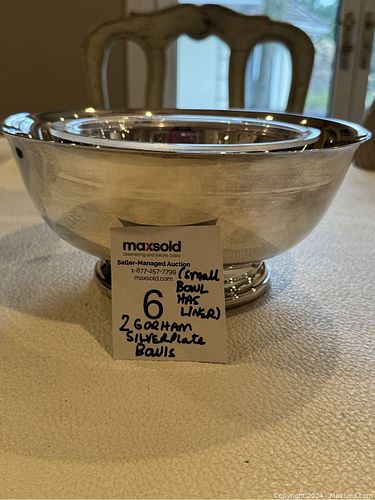 maxsold
Downsizing and Estate Sales
Seller-Managed Auction
1-877-257-7799
maxsold.com
6
(Small
BOWL
HAS
LINER)
2 GORHAM
SILVERPlate
BOWls
Copyright 2024 - MaxSold.com